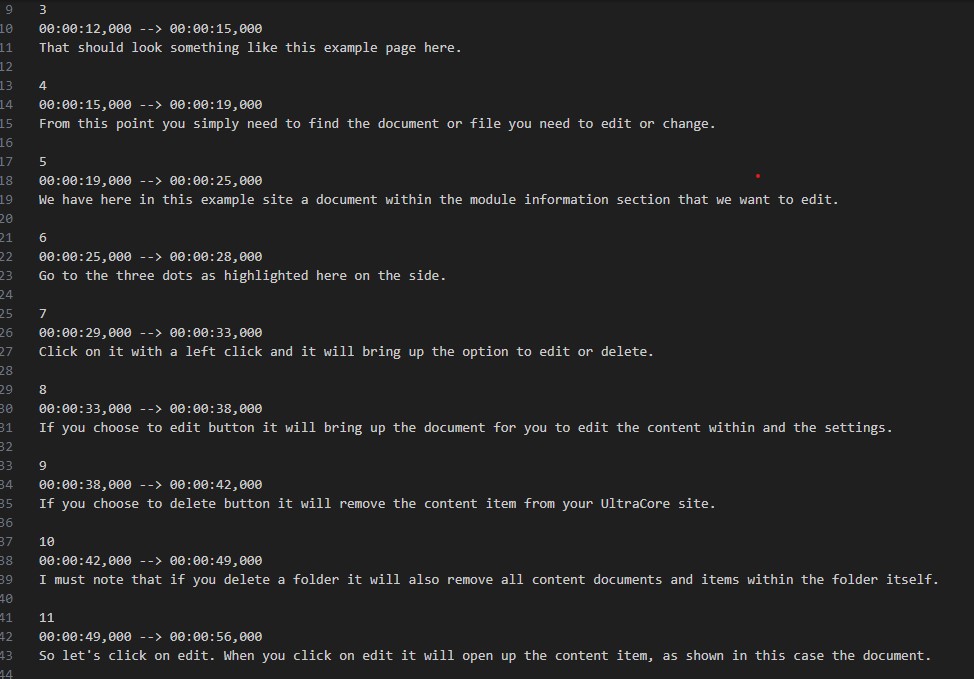 9 3
10 00:00:12,000 --> 00:00:15,000
11 That should look something like this example page here.
12
13 4
14 00:00:15,000 --> 00:00:19,000
15 From this point you simply need to find the document or file you need to edit or change.
16
17 5
18 00:00:19,000 --> 00:00:25,000
19 We have here in this example site a document within the module information section that we want to edit.
20
21 6
22 00:00:25,000 --> 00:00:28,000
23 Go to the three dots as highlighted here on the side.
24
25 7
26 00:00:29,000 --> 00:00:33,000
27 Click on it with a left click and it will bring up the option to edit or delete.
28
29 8
30 00:00:33,000 --> 00:00:38,000
31 If you choose to edit button it will bring up the document for you to edit the content within and the settings.
32
33 9
34 00:00:38,000 --> 00:00:42,000
35 If you choose to delete button it will remove the content item from your UltraCore site.
36
37 10
38 00:00:42,000 --> 00:00:49,000
39 I must note that if you delete a folder it will also remove all content documents and items within the folder itself.
40
41 11
42 00:00:49,000 --> 00:00:56,000
43 So let's click on edit. When you click on edit it will open up the content item, as shown in this case the document.
44